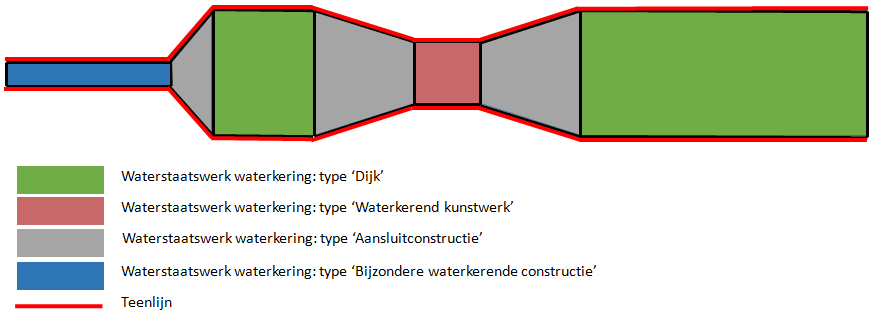 Waterstaatswerk waterkering: type ‘Dijk’
Waterstaatswerk waterkering: type ‘Waterkerend kunstwerk’
Waterstaatswerk waterkering: type ‘Aansluitconstructie’
Waterstaatswerk waterkering: type ‘Bijzondere waterkerende constructie’
Teenlijn